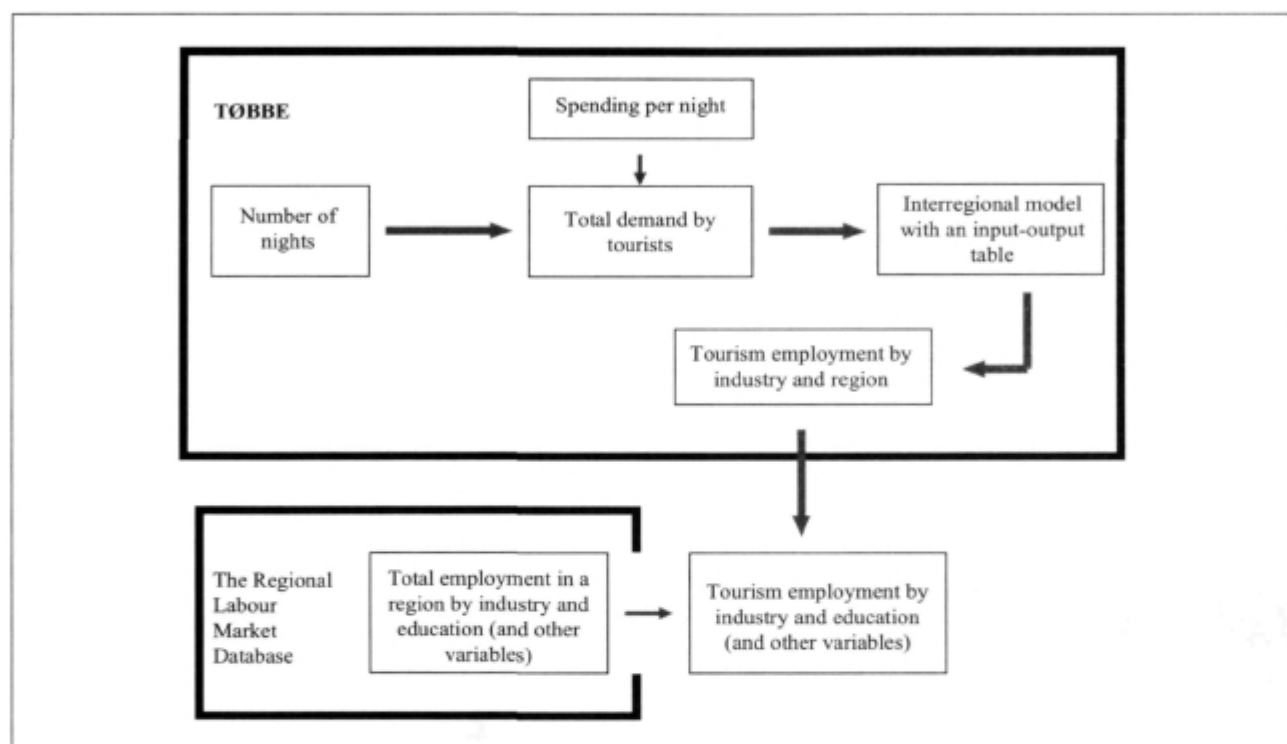 TØBBE
Spending per night
Number of
nights
Total demand by
tourists
Interregional model
with an input-output
table
Tourism employment by
industry and region
The Regional
Labour
Market
Database
Total employment in a
region by industry and
education (and other
variables)
Tourism employment by
industry and education
(and other variables)